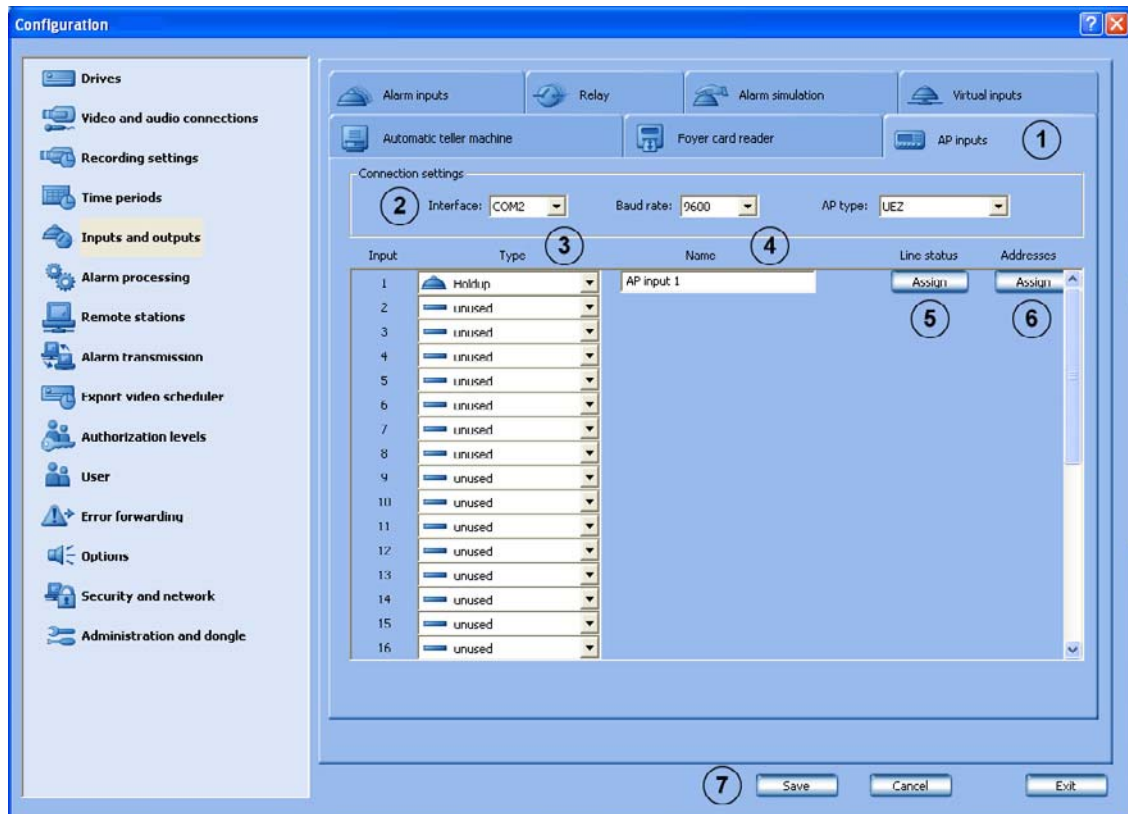 Configuration
Drives
Video and audio connections
Recording settings
Time periods
Inputs and outputs
Alarm processing
Remote stations
Alarm transmission
Export video scheduler
Authorization levels
User
Error forwarding
Options
Security and network
Administration and dongle
Alarm inputs Relay Alarm simulation Virtual inputs
Automatic teller machine Foyer card reader AP inputs 1
Connection settings
2 Interface: COM2 Baud rate: 9600 AP type: UEZ
Input Type 3 Name 4 Line status Addresses
1 Holdup AP input 1 Assign Assign
2 unused 5 6
3 unused
4 unused
5 unused
6 unused
7 unused
8 unused
9 unused
10 unused
11 unused
12 unused
13 unused
14 unused
15 unused
16 unused
7 Save Cancel Exit